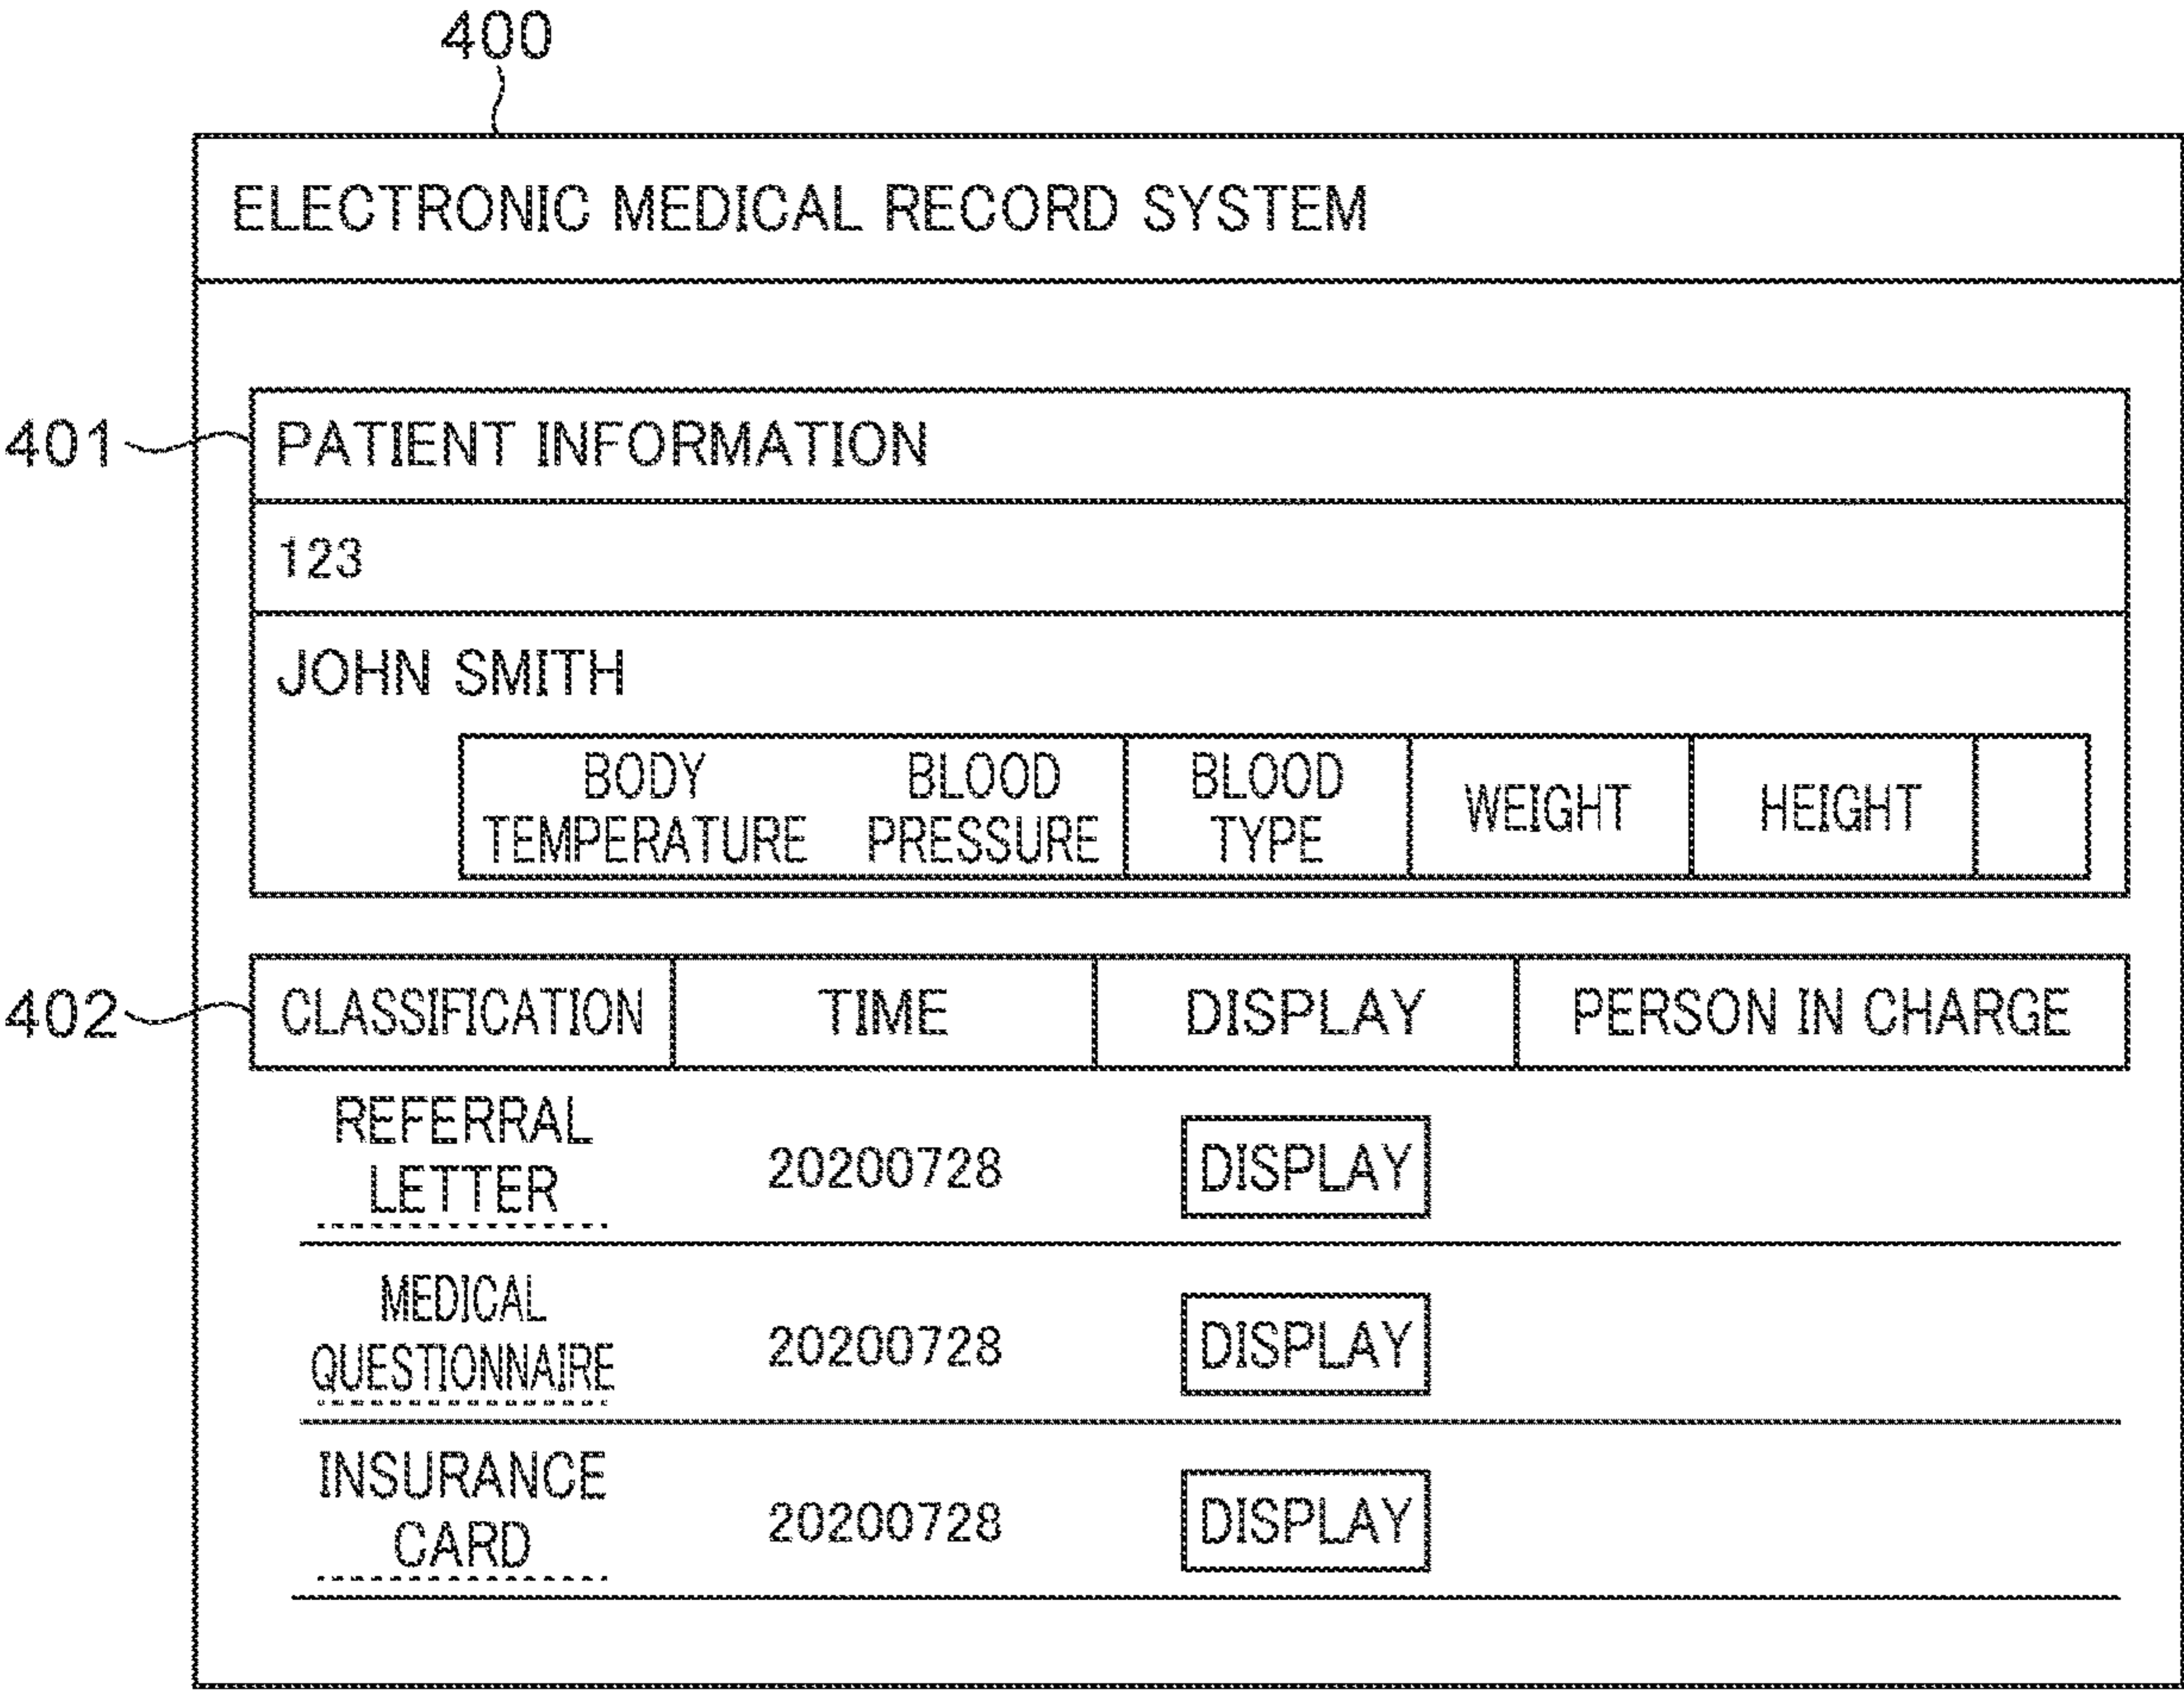 400
ELECTRONIC MEDICAL RECORD SYSTEM
401
PATIENT INFORMATION
123
JOHN SMITH
BODY TEMPERATURE BLOOD PRESSURE BLOOD TYPE WEIGHT HEIGHT
402
CLASSIFICATION TIME DISPLAY PERSON IN CHARGE
REFERRAL
LETTER 20200728 DISPLAY
MEDICAL
QUESTIONNAIRE 20200728 DISPLAY
INSURANCE
CARD 20200728 DISPLAY